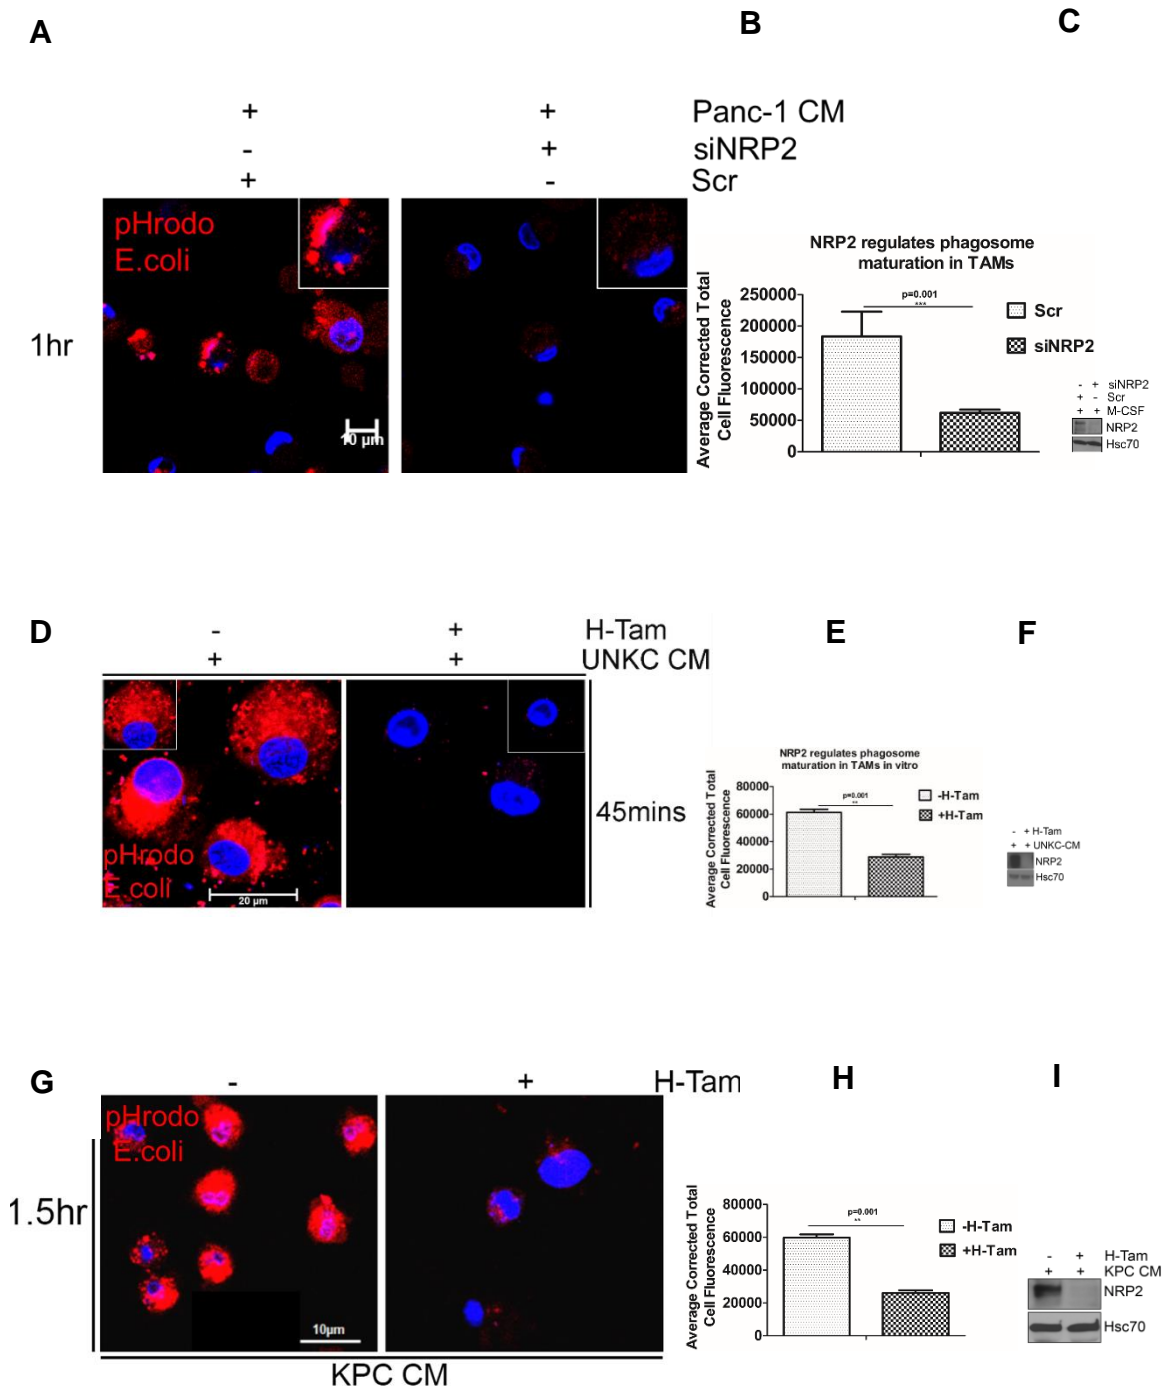 A
B
C
+ + Panc-1 CM
- + siNRP2
+ - Scr
pHrodo
E.coli
1hr
10 µm
NRP2 regulates phagosome
maturation in TAMs
Average Corrected Total
Cell Fluorescence
250000
200000
150000
100000
50000
0
p=0.001
***
Scr
siNRP2
- + siNRP2
+ - Scr
+ + M-CSF
NRP2
Hsc70
D
E
F
- + H-Tam
+ + UNKC CM
pHrodo
E.coli
20 µm
45mins
NRP2 regulates phagosome
maturation in TAMs in vitro
Average Corrected Total
Cell Fluorescence
80000
60000
40000
20000
0
p=0.001
**
-H-Tam
+H-Tam
- + H-Tam
+ + UNKC-CM
NRP2
Hsc70
G
H
I
- + H-Tam
pHrodo
E.coli
1.5hr
10µm
KPC CM
Average Corrected Total
Cell Fluorescence
80000
60000
40000
20000
0
p=0.001
**
-H-Tam
+H-Tam
- + H-Tam
+ + KPC CM
NRP2
Hsc70